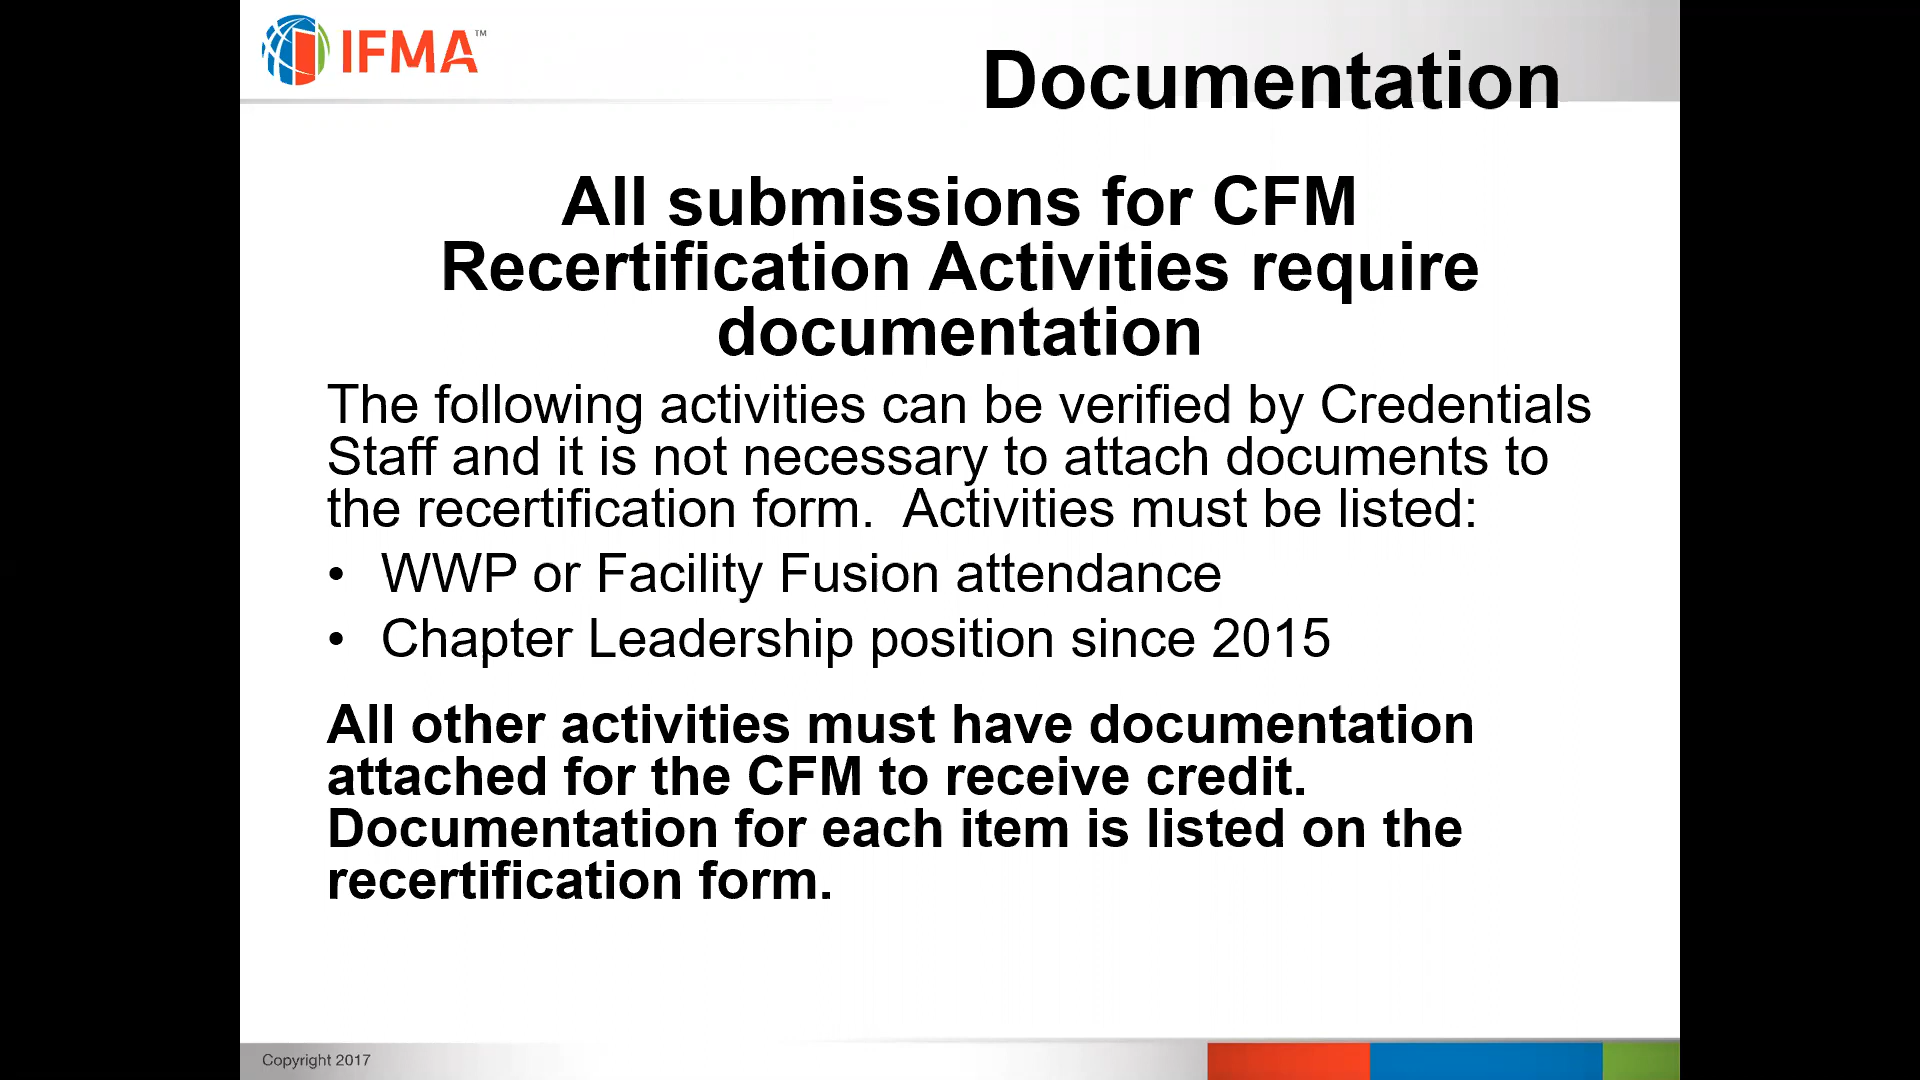 IFMA™
Documentation
All submissions for CFM
Recertification Activities require
documentation
The following activities can be verified by Credentials
Staff and it is not necessary to attach documents to
the recertification form.  Activities must be listed:
• WWP or Facility Fusion attendance
• Chapter Leadership position since 2015
All other activities must have documentation
attached for the CFM to receive credit.
Documentation for each item is listed on the
recertification form.
Copyright 2017